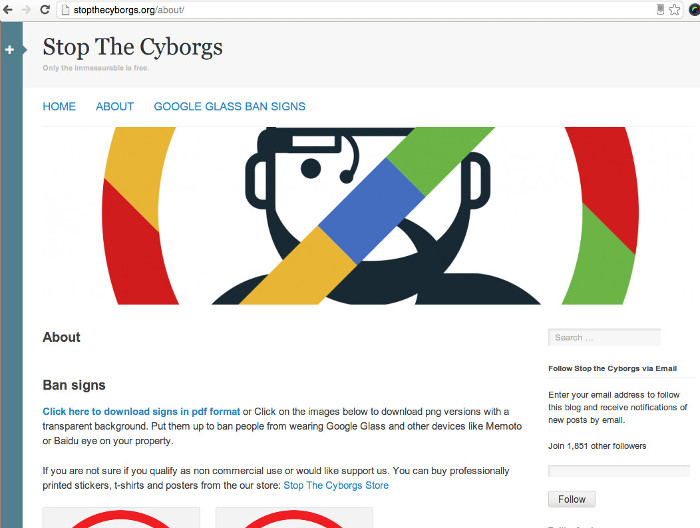 stopthecyborgs.org/about/
Stop The Cyborgs
Only the immeasurable is free.
HOME ABOUT GOOGLE GLASS BAN SIGNS
About
Ban signs
Click here to download signs in pdf format or Click on the images below to download png versions with a
transparent background. Put them up to ban people from wearing Google Glass and other devices like Memoto
or Baidu eye on your property.
If you are not sure if you qualify as non commercial use or would like support us. You can buy professionally
printed stickers, t-shirts and posters from the our store: Stop The Cyborgs Store
Search ...
Follow Stop the Cyborgs via Email
Enter your email address to follow
this blog and receive notifications of
new posts by email.
Join 1,851 other followers
Follow